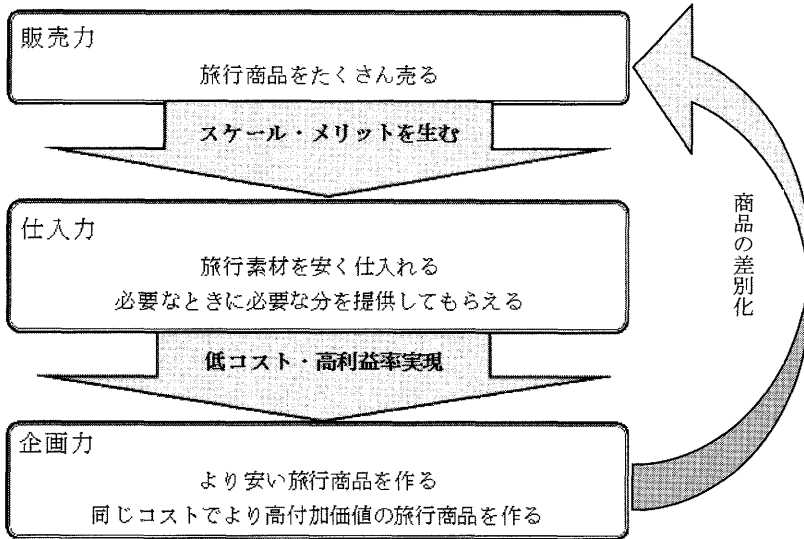 販売力
旅行商品をたくさん売る
スケール・メリットを生む
仕入力
旅行素材を安く仕入れる
必要なときに必要な分を提供してもらえる
低コスト・高利益率実現
企画力
より安い旅行商品を作る
同じコストでより高付加価値の旅行商品を作る
商品の差別化